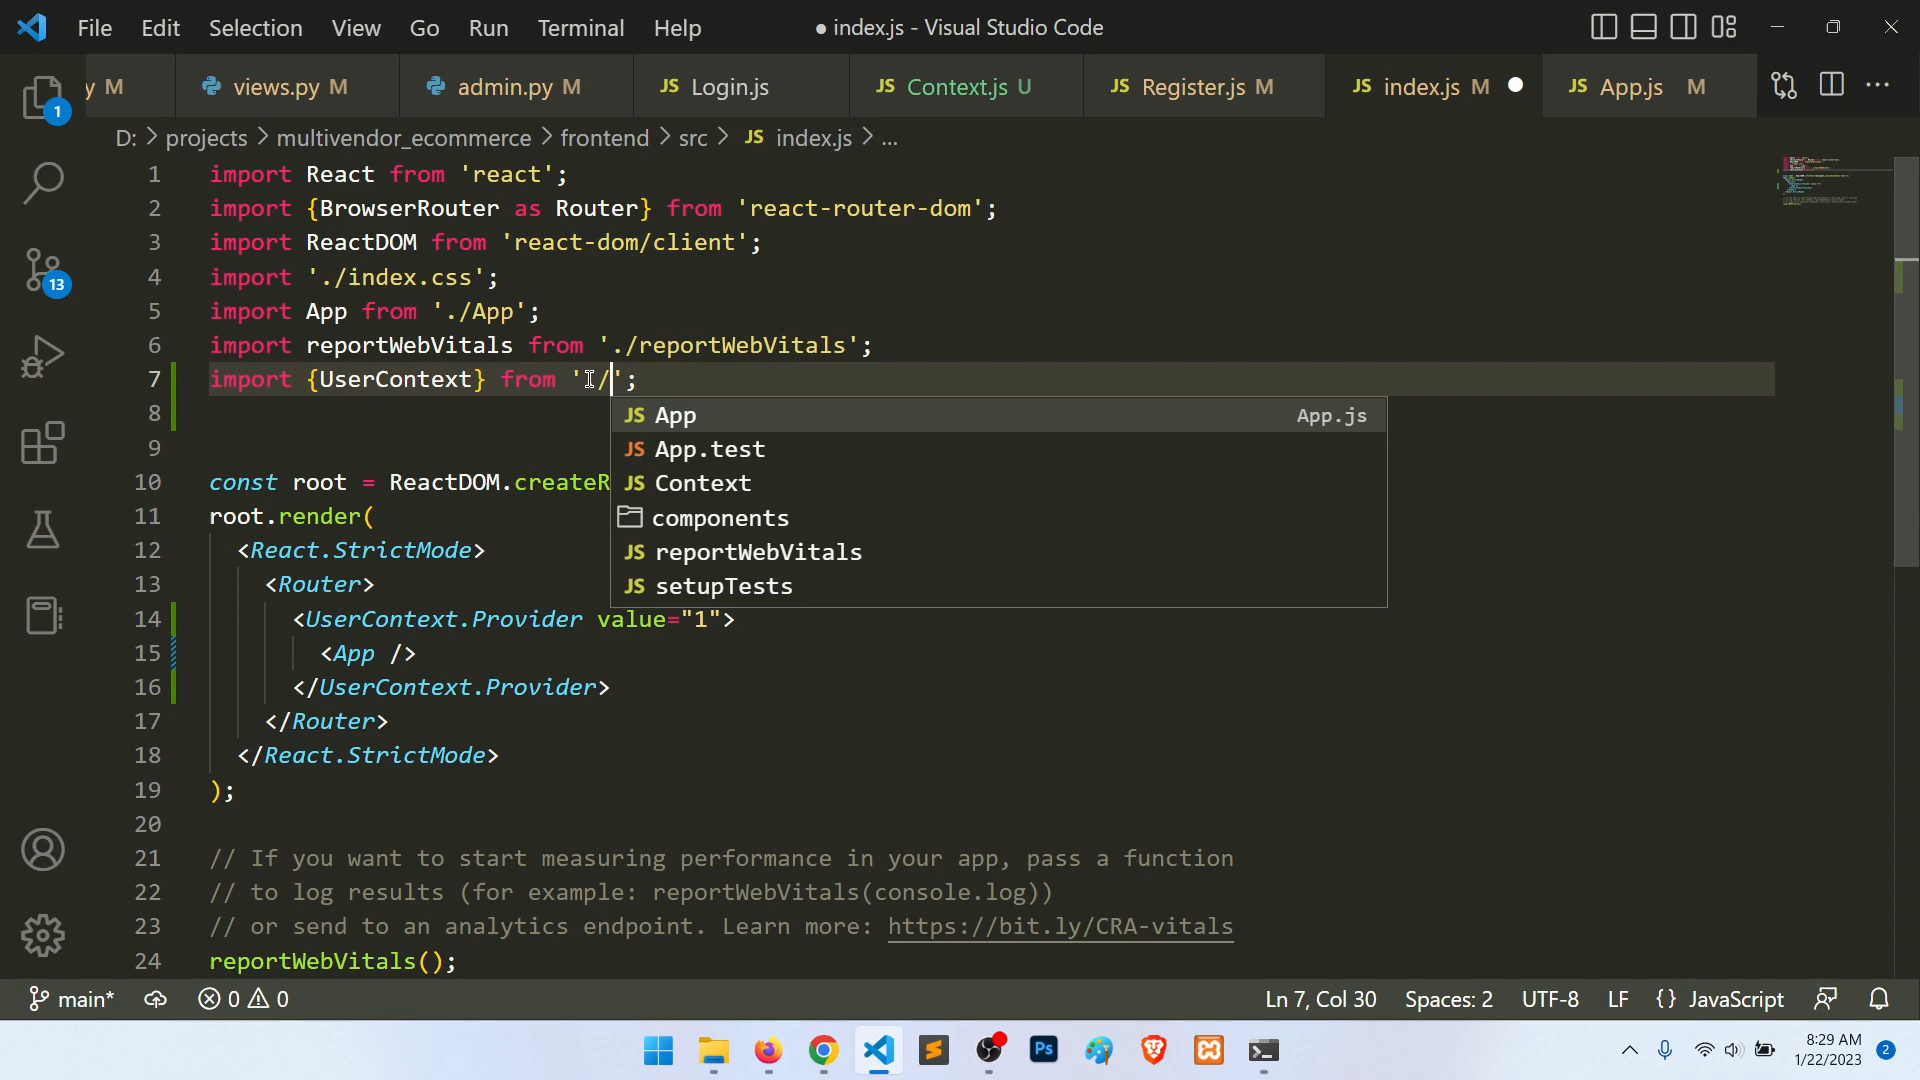 File Edit Selection View Go Run Terminal Help
● index.js - Visual Studio Code
y M
views.py M
admin.py M
JS Login.js
JS Context.js U
JS Register.js M
JS index.js M
JS App.js M
D: > projects > multivendor_ecommerce > frontend > src > JS index.js > ...
1 import React from 'react';
2 import {BrowserRouter as Router} from 'react-router-dom';
3 import ReactDOM from 'react-dom/client';
4 import './index.css';
5 import App from './App';
6 import reportWebVitals from './reportWebVitals';
7 import {UserContext} from './';
JS App App.js
8
JS App.test
9
JS Context
10 const root = ReactDOM.createR
components
11 root.render(
JS reportWebVitals
12 <React.StrictMode>
JS setupTests
13 <Router>
14 <UserContext.Provider value="1">
15 <App />
16 </UserContext.Provider>
17 </Router>
18 </React.StrictMode>
19 );
20
21 // If you want to start measuring performance in your app, pass a function
22 // to log results (for example: reportWebVitals(console.log))
23 // or send to an analytics endpoint. Learn more: https://bit.ly/CRA-vitals
24 reportWebVitals();
1
13
main* 0 0 Ln 7, Col 30 Spaces: 2 UTF-8 LF {} JavaScript
Ps
8:29 AM
1/22/2023
2